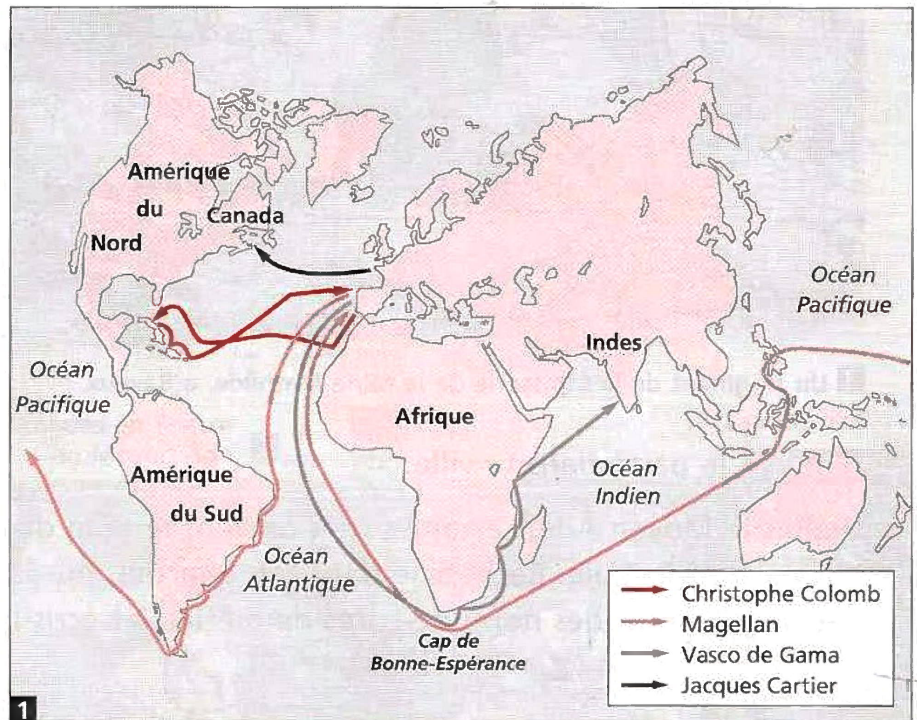 Amérique
du
Nord
Canada
Océan
Pacifique
Indes
Océan
Pacifique
Afrique
Océan
Indien
Amérique
du Sud
Océan
Atlantique
Cap de
Bonne-Espérance
Christophe Colomb
Magellan
Vasco de Gama
Jacques Cartier
1